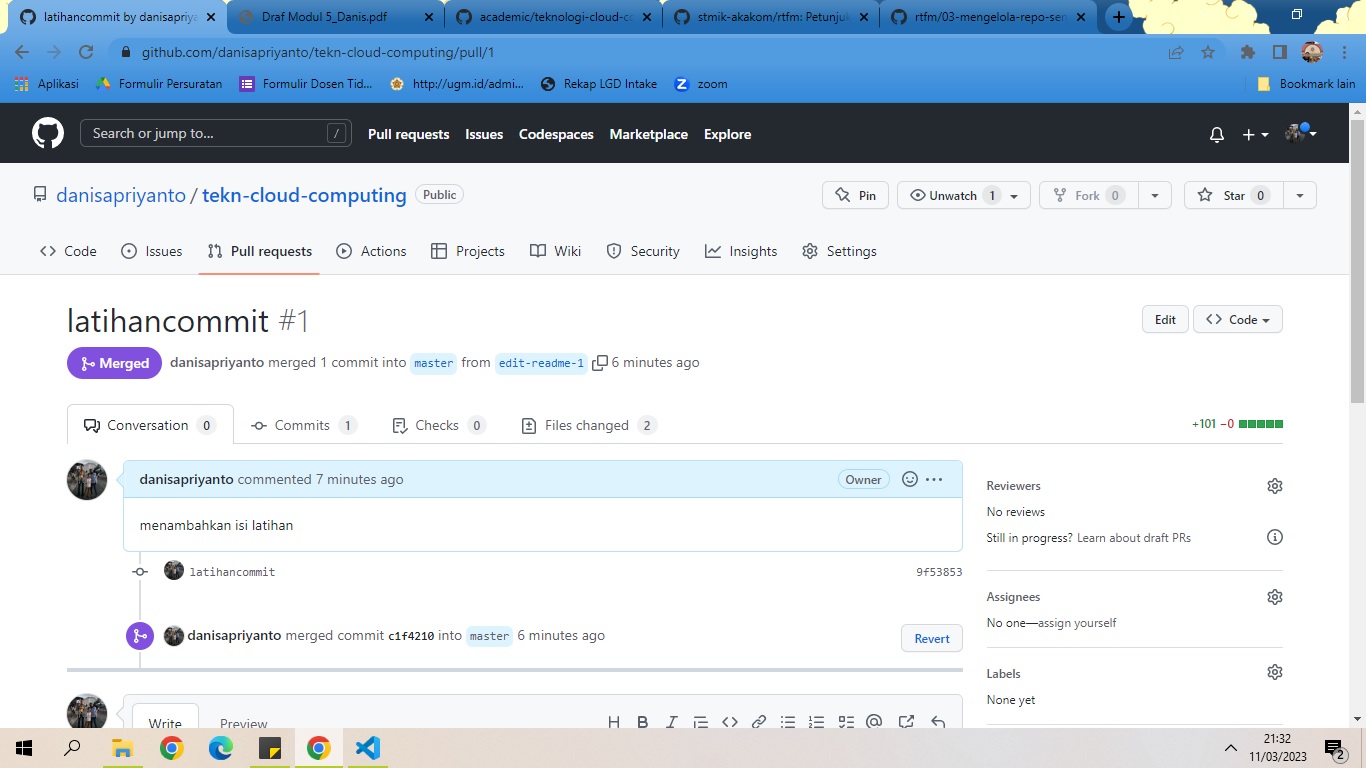 latihancommit by danisapriya
Draf Modul 5_Danis.pdf
academic/teknologi-cloud-co
stmik-akakom/rtfm: Petunjuk
rtfm/03-mengelola-repo-sen
github.com/danisapriyanto/tekn-cloud-computing/pull/1
Aplikasi Formulir Persuratan Formulir Dosen Tid... http://ugm.id/admi... Rekap LGD Intake zoom Bookmark lain
Search or jump to... / Pull requests Issues Codespaces Marketplace Explore
danisapriyanto / tekn-cloud-computing Public Pin Unwatch 1 Fork 0 Star 0
Code Issues Pull requests Actions Projects Wiki Security Insights Settings
latihancommit #1 Edit Code
Merged danisapriyanto merged 1 commit into master from edit-readme-1 6 minutes ago
Conversation 0 Commits 1 Checks 0 Files changed 2 +101 −0
danisapriyanto commented 7 minutes ago Owner
menambahkan isi latihan
latihancommit 9f53853
danisapriyanto merged commit c1f4210 into master 6 minutes ago Revert
Reviewers
No reviews
Still in progress? Learn about draft PRs
Assignees
No one—assign yourself
Labels
None yet
Write Preview
21:32
11/03/2023
2